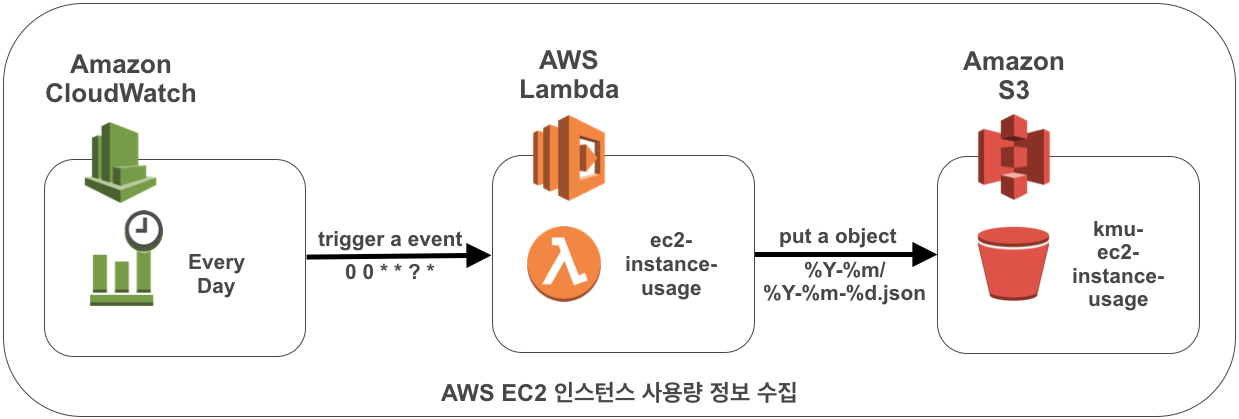 Amazon
CloudWatch
Every
Day
trigger a event
0 0 * * ? *
AWS
Lambda
ec2-
instance-
usage
put a object
%Y-%m/
%Y-%m-%d.json
Amazon
S3
kmu-
ec2-
instance-
usage
AWS EC2 인스턴스 사용량 정보 수집